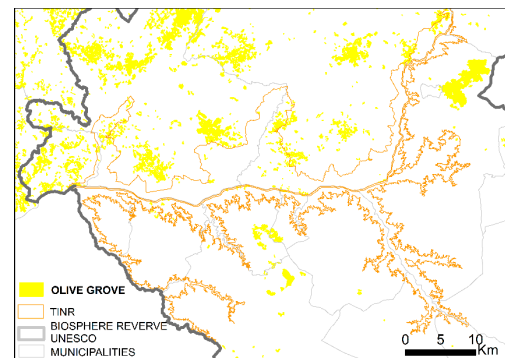 OLIVE GROVE
TINR
BIOSPHERE REVERVE
UNESCO
MUNICIPALITIES
0 5 10
Km